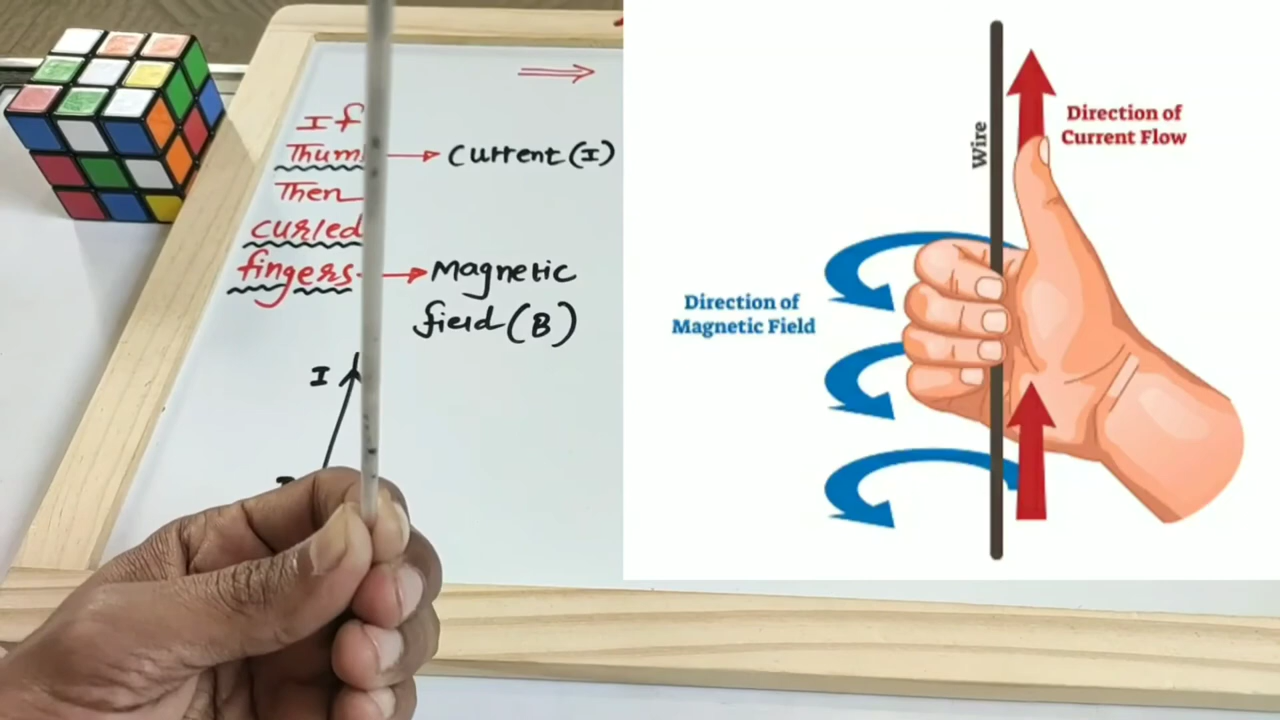 If
Thum
Current (I)
Then
curled
fingers
Magnetic
field (B)
I
Wire
Direction of
Current Flow
Direction of
Magnetic Field